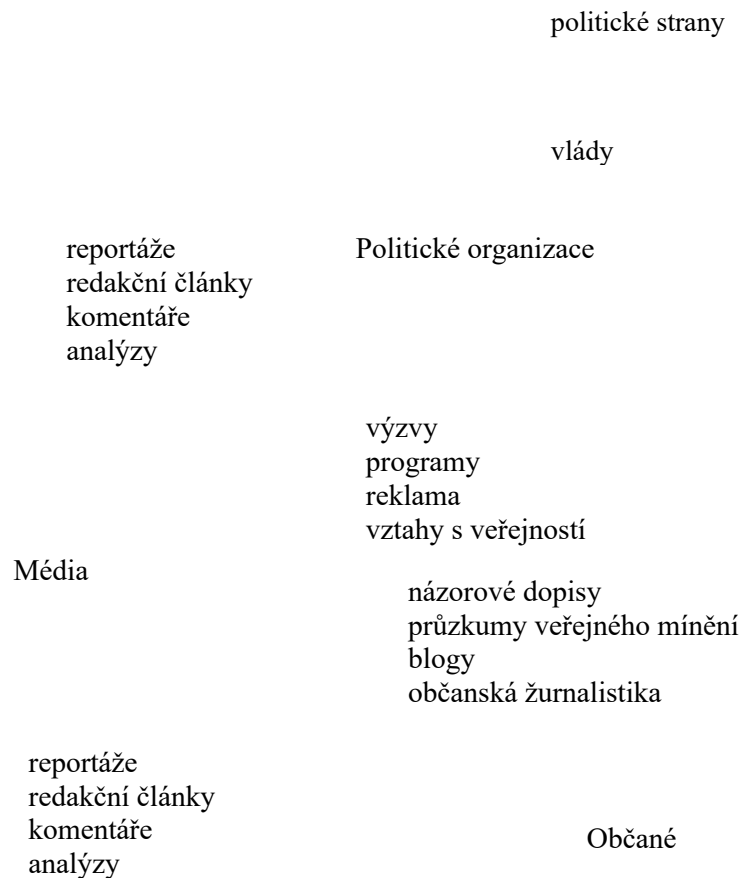 politické strany
vlády
reportáže
redakční články
komentáře
analýzy
Politické organizace
výzvy
programy
reklama
vztahy s veřejností
Média
názorové dopisy
průzkumy veřejného mínění
blogy
občanská žurnalistika
reportáže
redakční články
komentáře
analýzy
Občané